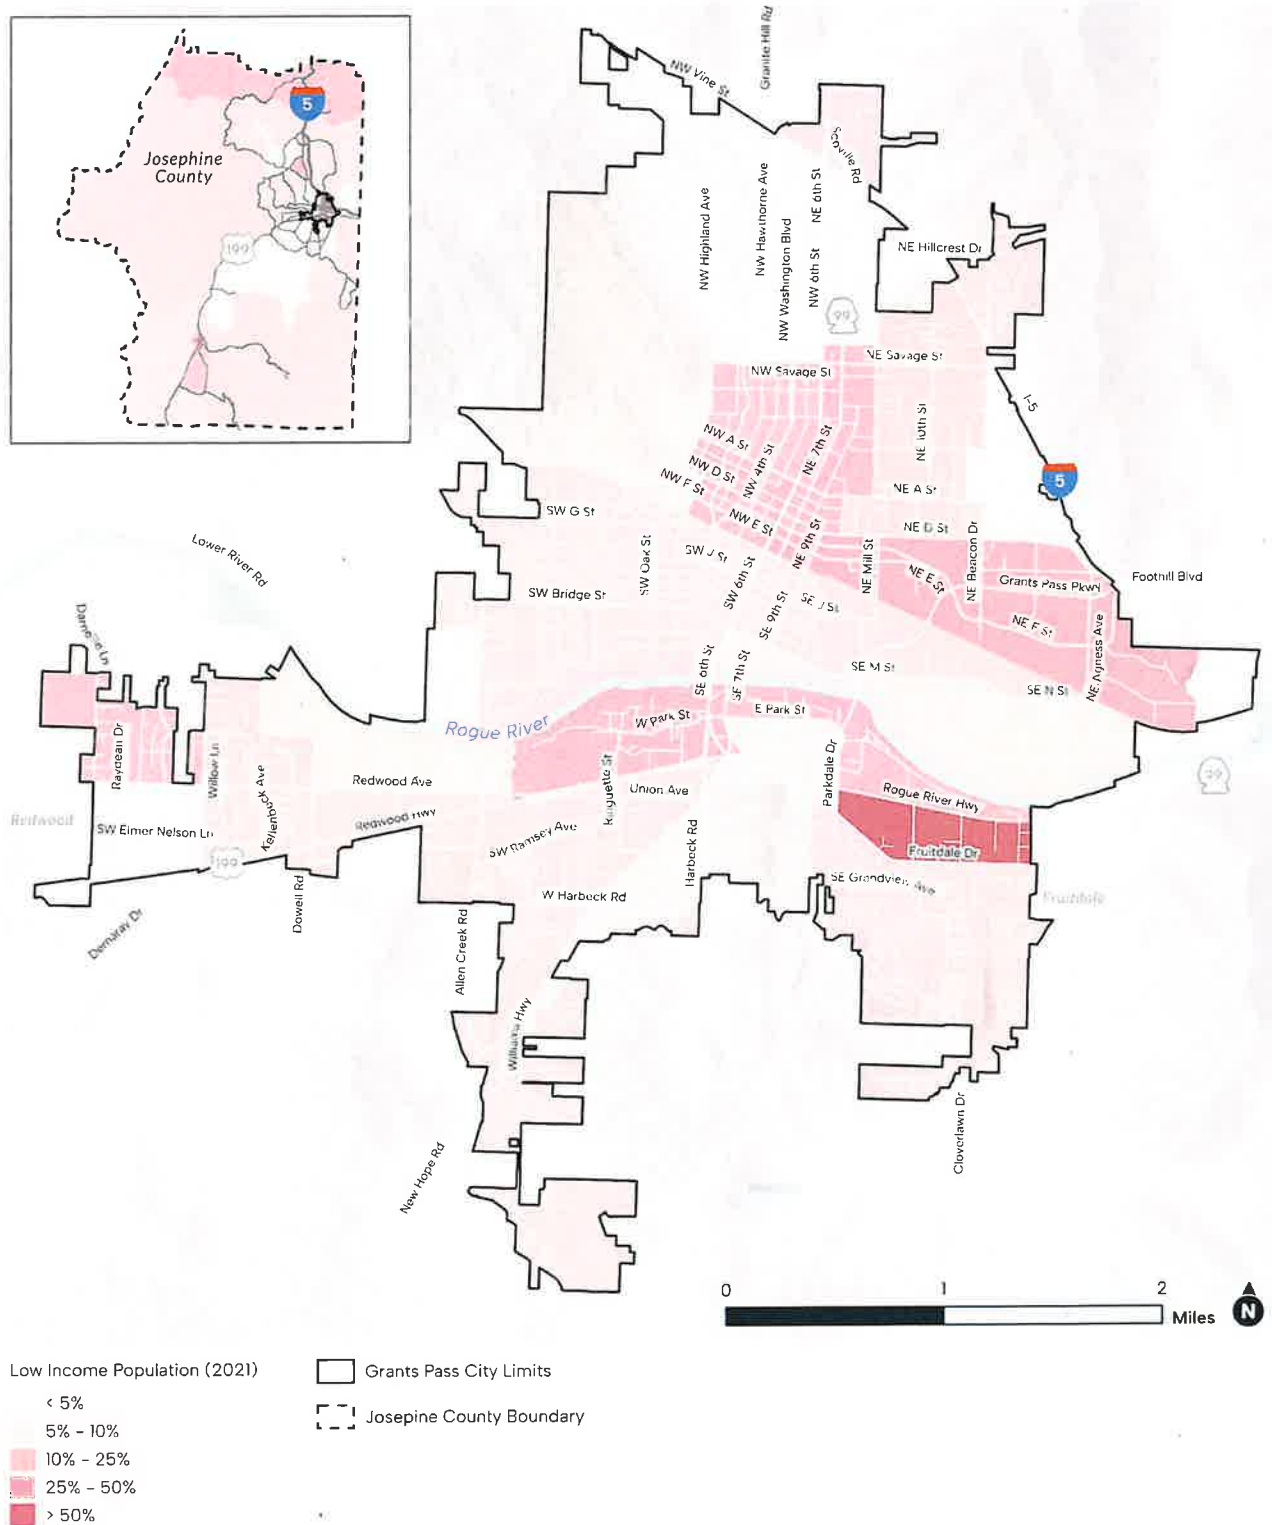 Josephine
County
5
199
NW Vine St
Granite Hill Rd
Scoville Rd
NW Highland Ave
NW Hawthorne Ave
NW Washington Blvd
NE 6th St
NW 6th St
NE Hillcrest Dr
99
NE Savage St
NW Savage St
I-5
5
NE 10th St
NW A St
NW D St
NW F St
NW 4th St
NE 7th St
NE A St
NW E St
NE 9th St
NE D St
SW G St
SW J St
SW Oak St
NE Mill St
NE Beacon Dr
NE E St
Grants Pass Pkwy
Foothill Blvd
Lower River Rd
SW Bridge St
SW 6th St
SE 9th St
SE J St
NE F St
NE Agness Ave
SE M St
SE N St
SE 6th St
SE 7th St
Rogue River
W Park St
E Park St
Raydean Dr
Willow Ln
Kellenbeck Ave
Redwood Ave
Redwood Hwy
Ringuette St
Union Ave
Parkdale Dr
Rogue River Hwy
99
Redwood
SW Elmer Nelson Ln
199
SW Ramsey Ave
Harbeck Rd
Fruitdale Dr
SE Grandview Ave
Fruitdale
Demaray Dr
Dowell Rd
Allen Creek Rd
W Harbeck Rd
Williams Hwy
New Hope Rd
Cloverlawn Dr
0 1 2
Miles
N
Low Income Population (2021)
< 5%
5% - 10%
10% - 25%
25% - 50%
> 50%
Grants Pass City Limits
Josepine County Boundary